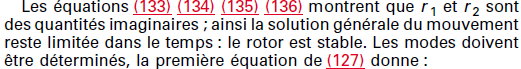 Les équations (133) (134) (135) (136) montrent que r1 et r2 sont
des quantités imaginaires ; ainsi la solution générale du mouvement
reste limitée dans le temps : le rotor est stable. Les modes doivent
être déterminés, la première équation de (127) donne :